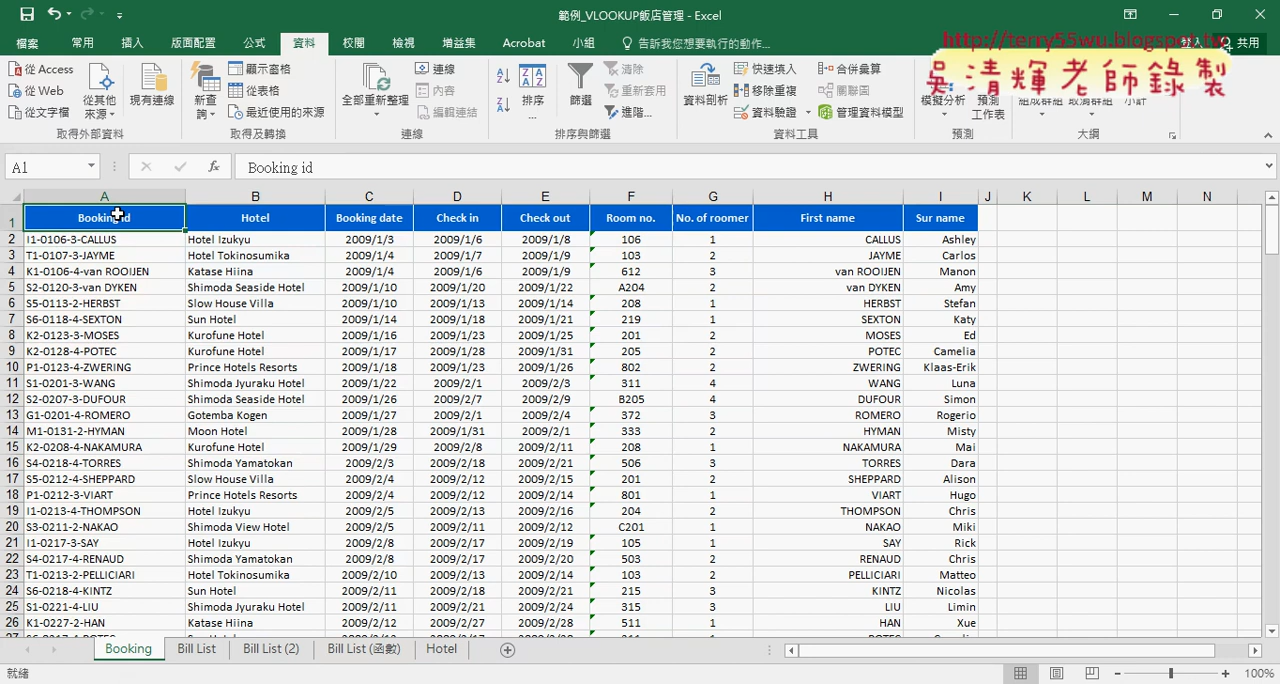 範例_VLOOKUP飯店管理 - Excel
檔案 常用 插入 版面配置 公式 資料 校閱 檢視 增益集 Acrobat 小組 告訴我您想要執行的動作... 登入 共用
http://terry55wu.blogspot.tw
吳清輝老師錄製
從 Access 從其他來源 現有連線 新查詢 顯示窗格 全部重新整理 連線 排序... 篩選 清除 資料剖析 快速填入 合併彙算 模擬分析 預測工作表 組成群組 取消群組 小計
從 Web 從表格 內容 重新套用 移除重複 關聯圖
從文字檔 最近使用的來源 編輯連結 進階... 資料驗證 管理資料模型
取得外部資料 取得及轉換 連線 排序與篩選 資料工具 預測 大綱
A1 fx Booking id
A B C D E F G H I J K L M N
1 Booking id Hotel Booking date Check in Check out Room no. No. of roomer First name Sur name
2 I1-0106-3-CALLUS Hotel Izukyu 2009/1/3 2009/1/6 2009/1/8 106 1 CALLUS Ashley
3 T1-0107-3-JAYME Hotel Tokinosumika 2009/1/4 2009/1/7 2009/1/9 103 2 JAYME Carlos
4 K1-0106-4-van ROOIJEN Katase Hiina 2009/1/4 2009/1/6 2009/1/9 612 3 van ROOIJEN Manon
5 S2-0120-3-van DYKEN Shimoda Seaside Hotel 2009/1/10 2009/1/20 2009/1/22 A204 2 van DYKEN Amy
6 S5-0113-2-HERBST Slow House Villa 2009/1/10 2009/1/13 2009/1/14 208 1 HERBST Stefan
7 S6-0118-4-SEXTON Sun Hotel 2009/1/14 2009/1/18 2009/1/21 219 1 SEXTON Katy
8 K2-0123-3-MOSES Kurofune Hotel 2009/1/16 2009/1/23 2009/1/25 201 2 MOSES Ed
9 K2-0128-4-POTEC Kurofune Hotel 2009/1/17 2009/1/28 2009/1/31 205 2 POTEC Camelia
10 P1-0123-4-ZWERING Prince Hotels Resorts 2009/1/18 2009/1/23 2009/1/26 802 2 ZWERING Klaas-Erik
11 S1-0201-3-WANG Shimoda Jyuraku Hotel 2009/1/22 2009/2/1 2009/2/3 311 4 WANG Luna
12 S2-0207-3-DUFOUR Shimoda Seaside Hotel 2009/1/26 2009/2/7 2009/2/9 B205 4 DUFOUR Simon
13 G1-0201-4-ROMERO Gotemba Kogen 2009/1/27 2009/2/1 2009/2/4 372 3 ROMERO Rogerio
14 M1-0131-2-HYMAN Moon Hotel 2009/1/28 2009/1/31 2009/2/1 333 2 HYMAN Misty
15 K2-0208-4-NAKAMURA Kurofune Hotel 2009/1/29 2009/2/8 2009/2/11 208 1 NAKAMURA Mai
16 S4-0218-4-TORRES Shimoda Yamatokan 2009/2/3 2009/2/18 2009/2/21 506 3 TORRES Dara
17 S5-0212-4-SHEPPARD Slow House Villa 2009/2/4 2009/2/12 2009/2/15 201 2 SHEPPARD Alison
18 P1-0212-3-VIART Prince Hotels Resorts 2009/2/4 2009/2/12 2009/2/14 801 1 VIART Hugo
19 I1-0213-4-THOMPSON Hotel Izukyu 2009/2/5 2009/2/13 2009/2/16 204 2 THOMPSON Chris
20 S3-0211-2-NAKAO Shimoda View Hotel 2009/2/5 2009/2/11 2009/2/12 C201 1 NAKAO Miki
21 I1-0217-3-SAY Hotel Izukyu 2009/2/8 2009/2/17 2009/2/19 105 1 SAY Rick
22 S4-0217-4-RENAUD Shimoda Yamatokan 2009/2/8 2009/2/17 2009/2/20 503 2 RENAUD Chris
23 T1-0213-2-PELLICIARI Hotel Tokinosumika 2009/2/10 2009/2/13 2009/2/14 103 2 PELLICIARI Matteo
24 S6-0218-4-KINTZ Sun Hotel 2009/2/11 2009/2/18 2009/2/21 215 3 KINTZ Nicolas
25 S1-0221-4-LIU Shimoda Jyuraku Hotel 2009/2/11 2009/2/21 2009/2/24 315 3 LIU Limin
26 K1-0227-2-HAN Katase Hiina 2009/2/12 2009/2/27 2009/2/28 511 1 HAN Xue
Booking Bill List Bill List (2) Bill List (函數) Hotel
就緒 100%